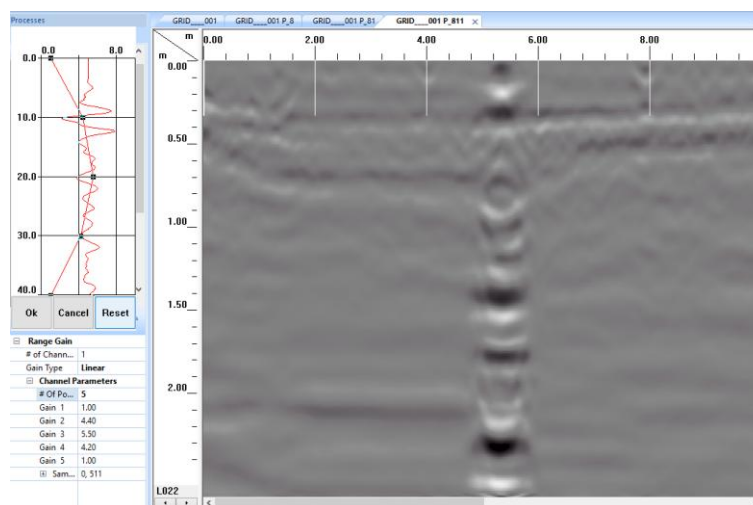 Processes
GRID___001 GRID___001 P_8 GRID___001 P_81 GRID___001 P_811 ×
m
m
0.00 2.00 4.00 6.00 8.00
0.0 8.0
0.0
10.0
20.0
30.0
40.0
0.00
0.50
1.00
1.50
2.00
Ok Cancel Reset
Range Gain
# of Chann... 1
Gain Type Linear
Channel Parameters
# Of Po... 5
Gain 1 1.00
Gain 2 4.40
Gain 3 5.50
Gain 4 4.20
Gain 5 1.00
Sam... 0, 511
L022